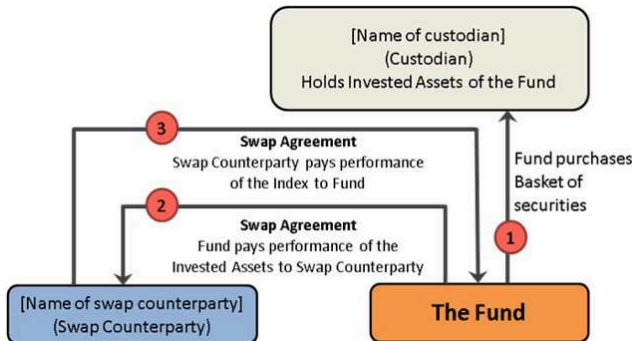 [Name of custodian]
(Custodian)
Holds Invested Assets of the Fund
3
Swap Agreement
Swap Counterparty pays performance
of the Index to Fund
Fund purchases
Basket of
securities
2
Swap Agreement
Fund pays performance of the
Invested Assets to Swap Counterparty
1
[Name of swap counterparty]
(Swap Counterparty)
The Fund